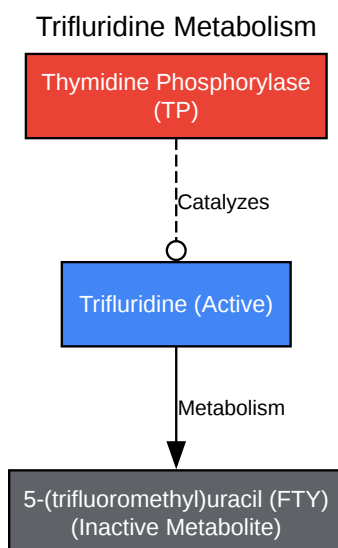 Trifluridine Metabolism
Thymidine Phosphorylase
(TP)
Catalyzes
Trifluridine (Active)
Metabolism
5-(trifluoromethyl)uracil (FTY)
(Inactive Metabolite)